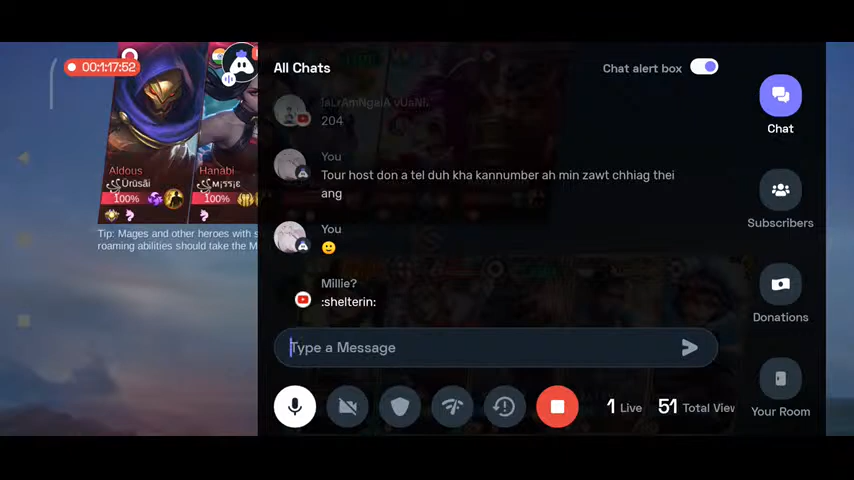 00:1:17:52
All Chats
Chat alert box
204
Chat
You
Tour host don a tel duh kha kannumber ah min zawt chhiag thei
ang
Aldous
Hanabi
Ürüsãi
100%
100%
Subscribers
You
🙂
Tip: Mages and other heroes with s
roaming abilities should take the M
Millie?
:shelterin:
Donations
Type a Message
1 Live
51 Total View
Your Room